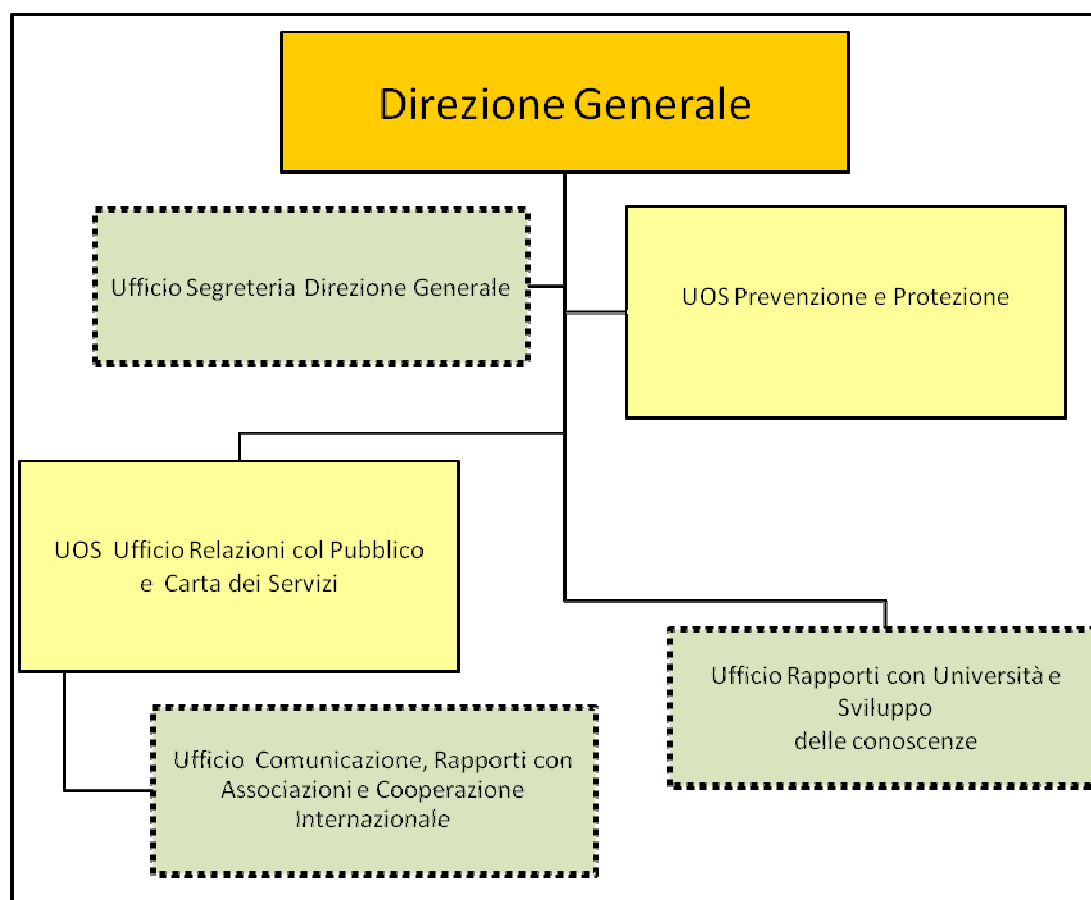 Direzione Generale
Ufficio Segreteria Direzione Generale
UOS Prevenzione e Protezione
UOS Ufficio Relazioni col Pubblico
e Carta dei Servizi
Ufficio Rapporti con Università e
Sviluppo
delle conoscenze
Ufficio Comunicazione, Rapporti con
Associazioni e Cooperazione
Internazionale